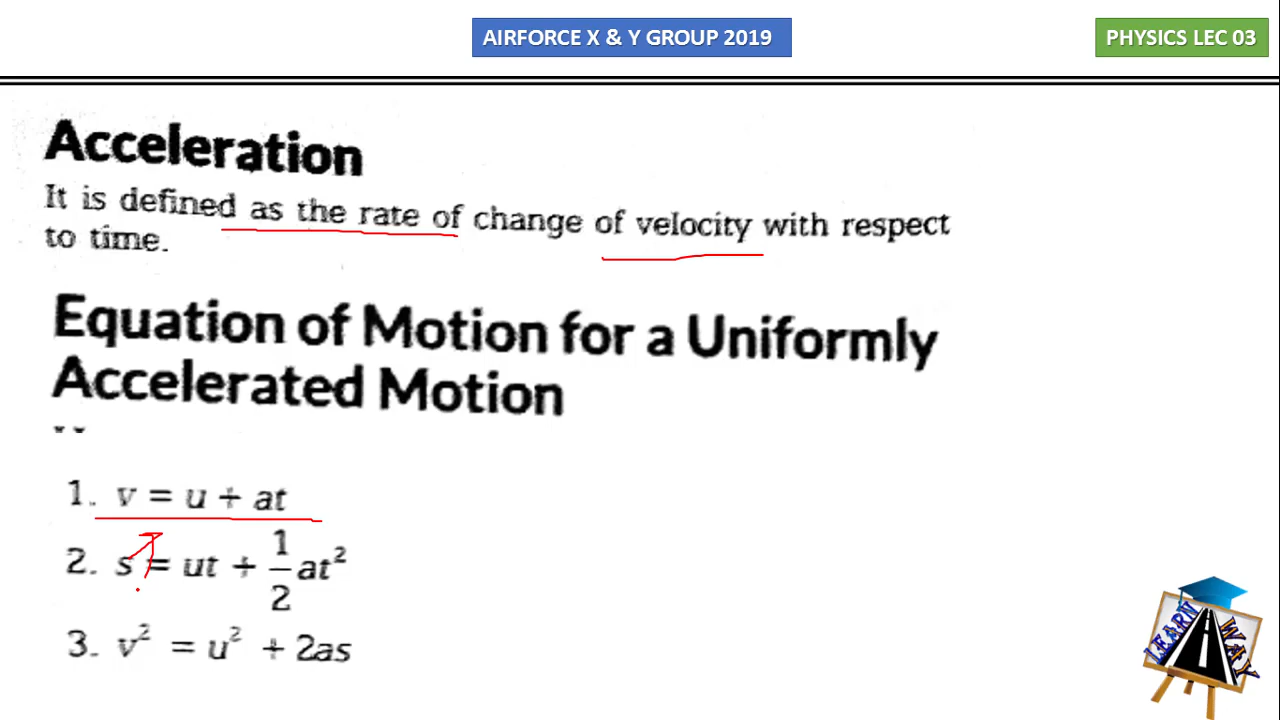 AIRFORCE X & Y GROUP 2019
PHYSICS LEC 03
Acceleration
It is defined as the rate of change of velocity with respect
to time.
Equation of Motion for a Uniformly
Accelerated Motion
1. v = u + at
2. s = ut + 1/2 at²
3. v² = u² + 2as
LEARN WAY